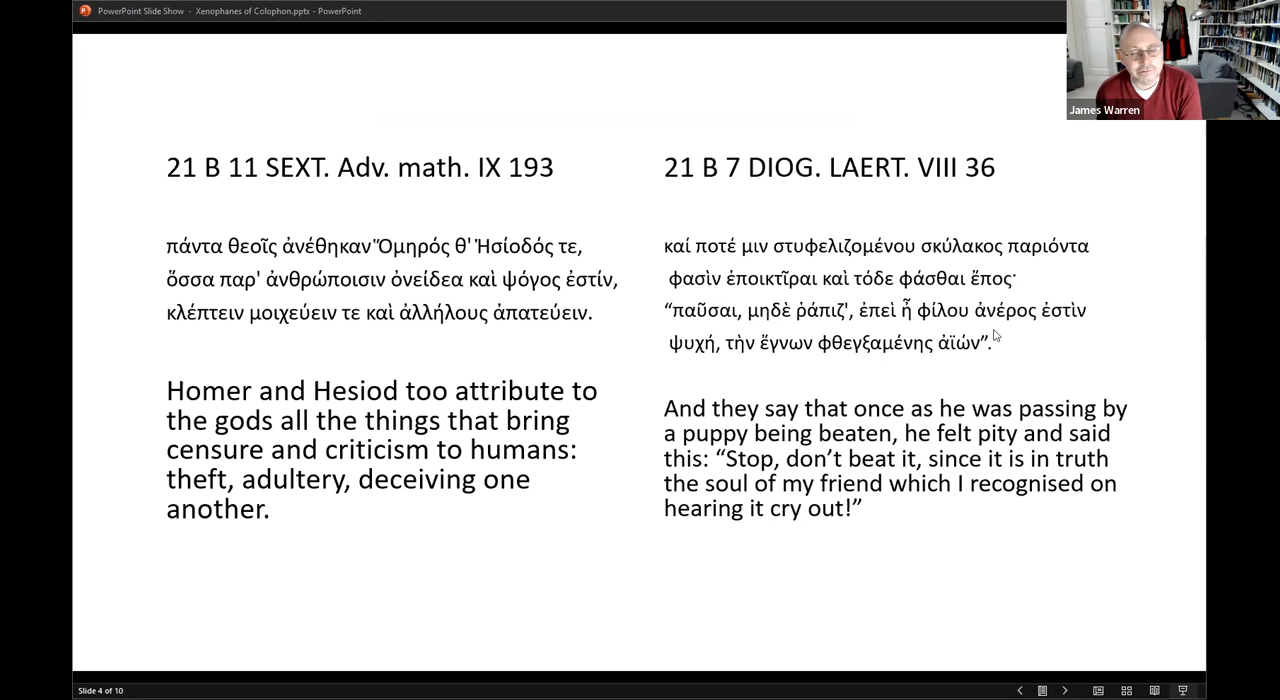 PowerPoint Slide Show - Xenophanes of Colophon.pptx - PowerPoint
James Warren
21 B 11 SEXT. Adv. math. IX 193
πάντα θεοῖς ἀνέθηκαν Ὅμηρός θ' Ἡσίοδός τε,
ὅσσα παρ' ἀνθρώποισιν ὀνείδεα καὶ ψόγος ἐστίν,
κλέπτειν μοιχεύειν τε καὶ ἀλλήλους ἀπατεύειν.
Homer and Hesiod too attribute to
the gods all the things that bring
censure and criticism to humans:
theft, adultery, deceiving one
another.
21 B 7 DIOG. LAERT. VIII 36
καί ποτέ μιν στυφελιζομένου σκύλακος παριόντα
φασὶν ἐποικτῖραι καὶ τόδε φάσθαι ἔπος·
“παῦσαι, μηδὲ ῥάπιζ', ἐπεὶ ἦ φίλου ἀνέρος ἐστὶν
ψυχή, τὴν ἔγνων φθεγξαμένης ἀϊών”.
And they say that once as he was passing by
a puppy being beaten, he felt pity and said
this: “Stop, don’t beat it, since it is in truth
the soul of my friend which I recognised on
hearing it cry out!”
Slide 4 of 10